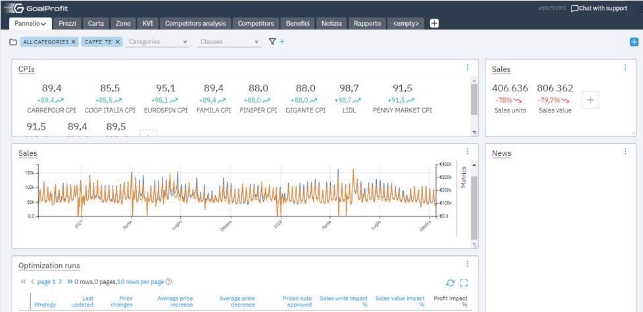 GoalProfit
Chat with support
Pannello Prezzi Carta Zone KVI Competitors analysis Competitors Benefici Notizia Rapporto <empty>
ALL CATEGORIES CAFFE TE Categories Classes
CPIs
89,4 85,5 95,1 89,4 88,0 88,0 98,7 91,5
+89,4 +85,5 +95,1 +89,4 +88,0 +88,0 +98,7 +91,5
CARREFOUR CPI COOP ITALIA CPI EUROSPIN CPI FAMILA CPI FINIPER CPI GIGANTE CPI LIDL PENNY MARKET CPI
91,5 89,4 89,5
Sales
406 636 806 362
-78% -79,7%
Sales units Sales value
Sales
150k
100k
50k
0.0
€400k
€200k
€0.0
Metrics
2021 Aprile Luglio Ottobre Aprile Luglio Ottobre
News
Optimization runs
page 1 0 rows, 0 pages, 10 rows per page
Strategy Last updated Price changes Average price increase Average price decrease Prices auto approved Sales units impact % Sales value impact % Profit impact %